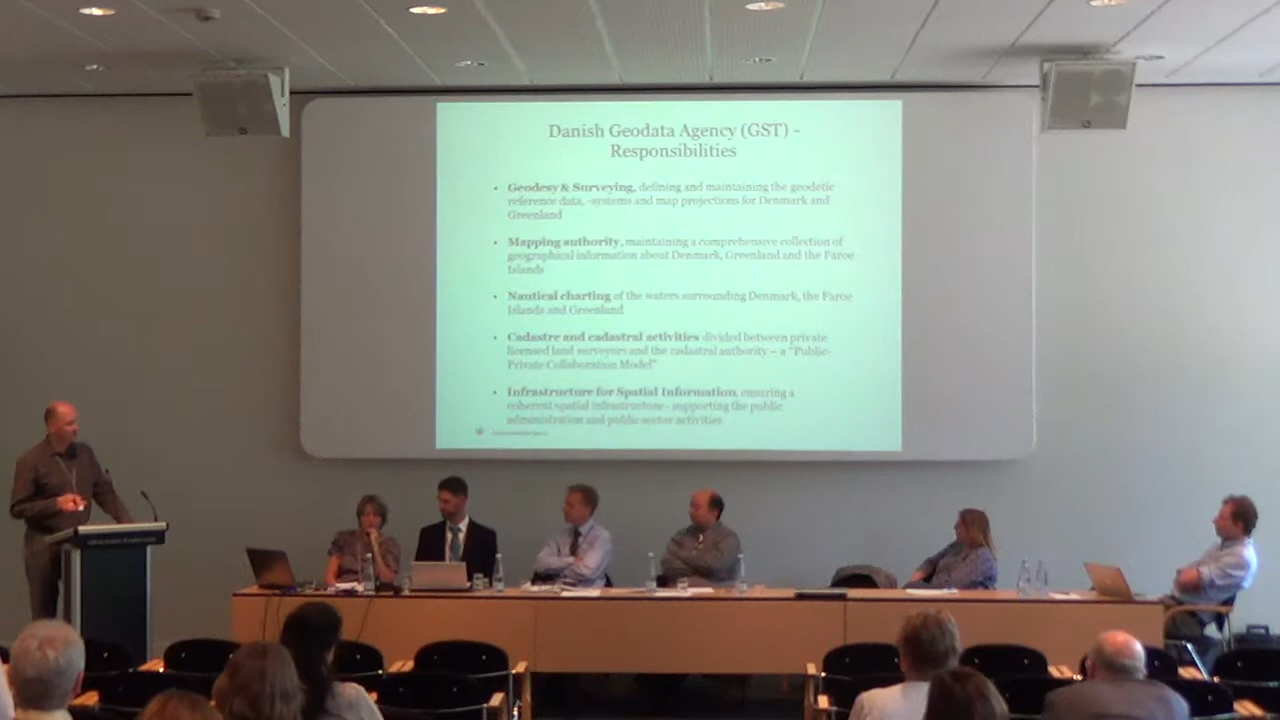 Danish Geodata Agency (GST) -
Responsibilities
• Geodesy & Surveying, defining and maintaining the geodetic
reference data, -systems and map projections for Denmark and
Greenland
• Mapping authority, maintaining a comprehensive collection of
geographical information about Denmark, Greenland and the Faroe
Islands
• Nautical charting of the waters surrounding Denmark, the Faroe
Islands and Greenland
• Cadastre and cadastral activities divided between private
licensed land surveyors and the cadastral authority – a "Public-
Private Collaboration Model"
• Infrastructure for Spatial Information, ensuring a
coherent spatial infrastructure - supporting the public
administration and public sector activities